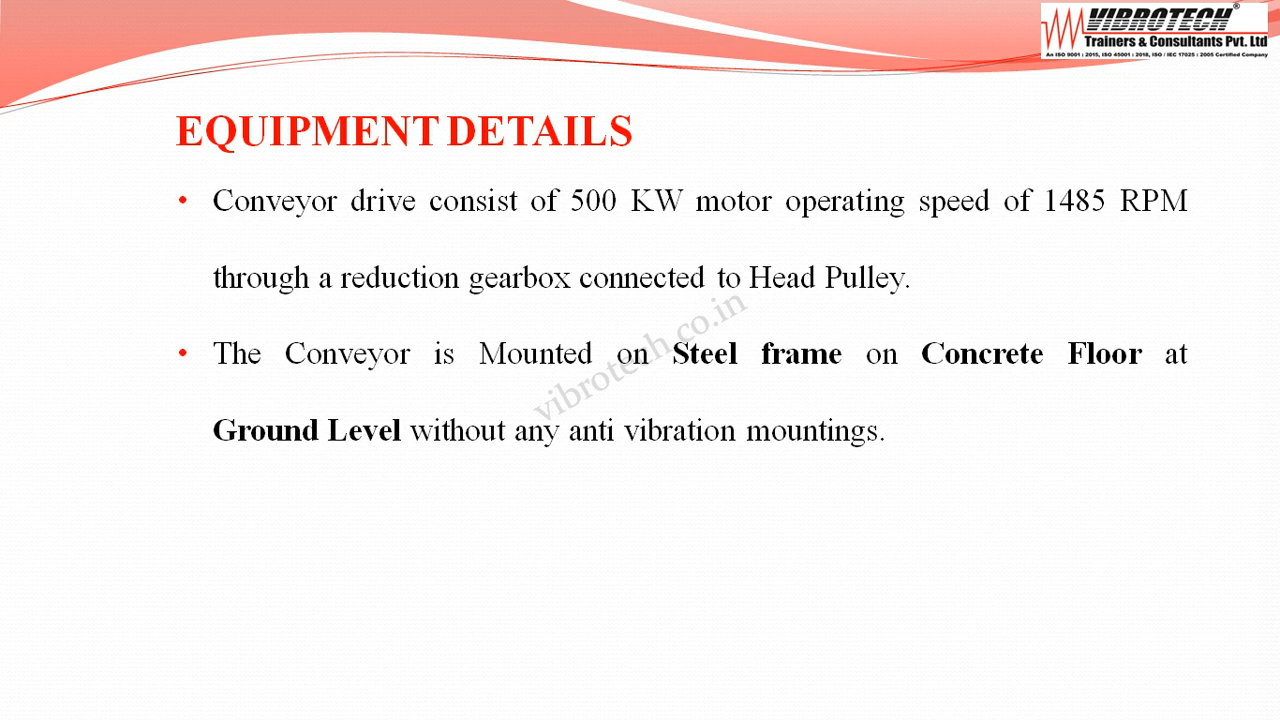 VIBROTECH®
Trainers & Consultants Pvt. Ltd
An ISO 9001 : 2015, ISO 45001 : 2018, ISO / IEC 17025 : 2005 Certified Company
EQUIPMENT DETAILS
• Conveyor drive consist of 500 KW motor operating speed of 1485 RPM
through a reduction gearbox connected to Head Pulley.
• The Conveyor is Mounted on Steel frame on Concrete Floor at
Ground Level without any anti vibration mountings.
vibrotech.co.in